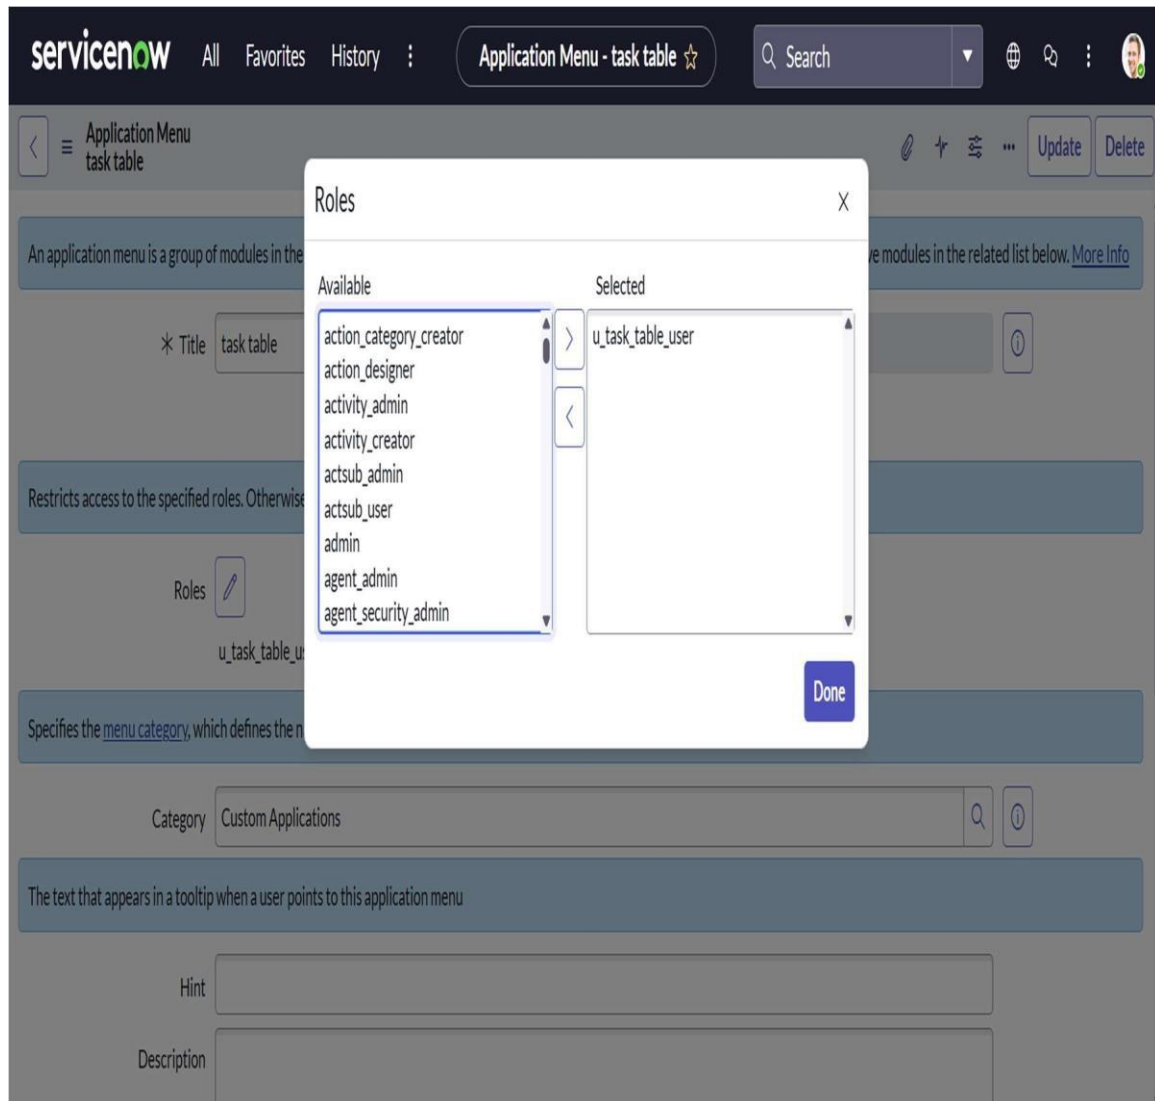 servicenow All Favorites History Application Menu - task table Search
Application Menu
task table
Update Delete
Roles X
An application menu is a group of modules in the
ve modules in the related list below. More Info
Available Selected
* Title task table
action_category_creator
action_designer
activity_admin
activity_creator
actsub_admin
actsub_user
admin
agent_admin
agent_security_admin
u_task_table_user
Restricts access to the specified roles. Otherwise
Roles
u_task_table_u
Done
Specifies the menu category, which defines the n
Category Custom Applications
The text that appears in a tooltip when a user points to this application menu
Hint
Description